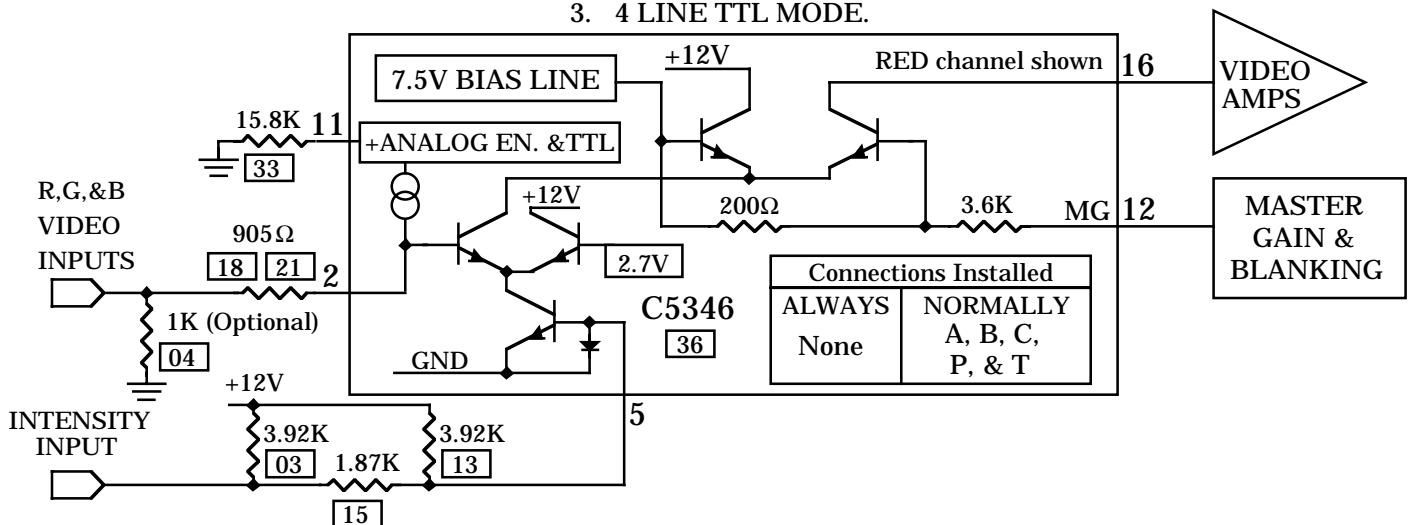 3. 4 LINE TTL MODE.
+12V
RED channel shown
16
VIDEO
AMPS
7.5V BIAS LINE
15.8K
11
33
+ANALOG EN. &TTL
R,G,&B
VIDEO
INPUTS
905Ω
18
21
2
+12V
2.7V
200Ω
3.6K
MG
12
MASTER
GAIN &
BLANKING
1K (Optional)
04
C5346
36
GND
Connections Installed
ALWAYS
None
NORMALLY
A, B, C,
P, & T
5
+12V
INTENSITY
INPUT
3.92K
03
1.87K
15
3.92K
13